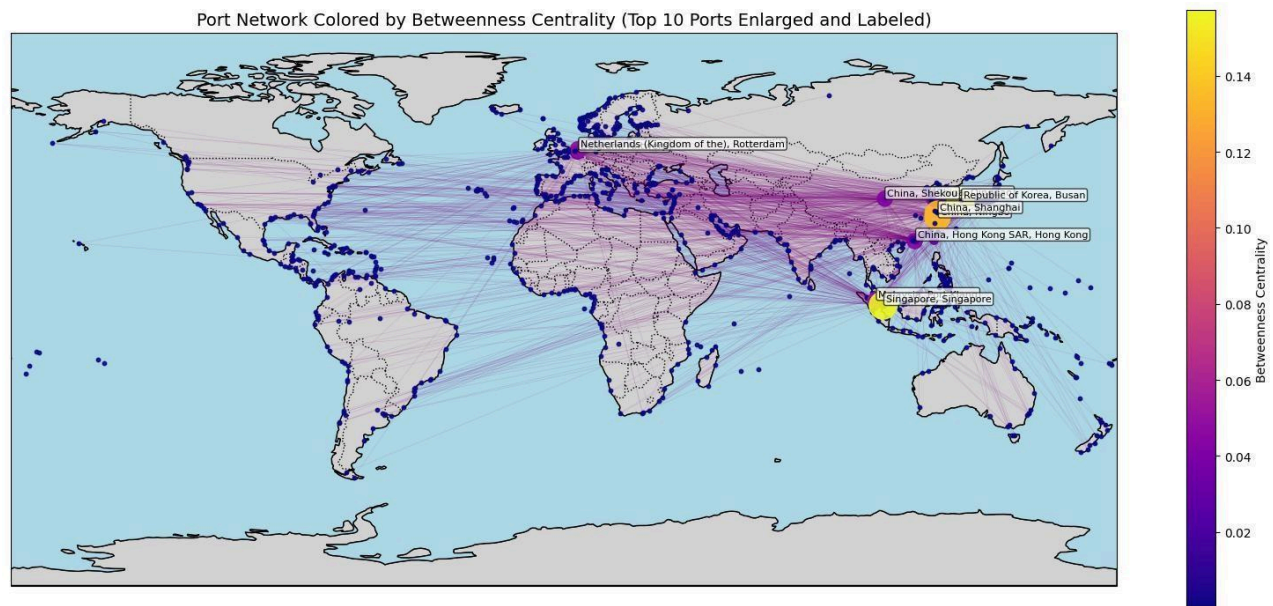 Port Network Colored by Betweenness Centrality (Top 10 Ports Enlarged and Labeled)
Netherlands (Kingdom of the), Rotterdam
China, Shekou
Republic of Korea, Busan
China, Shanghai
China, Hong Kong SAR, Hong Kong
Singapore, Singapore
0.14
0.12
0.10
0.08
0.06
0.04
0.02
Betweenness Centrality